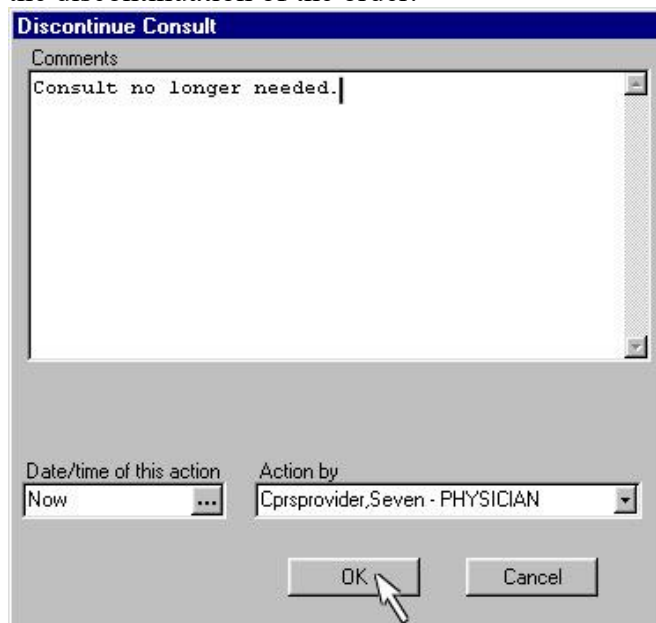 the discontinuation of the order.
Discontinue Consult
Comments
Consult no longer needed.
Date/time of this action Action by
Now ... Cprsprovider,Seven - PHYSICIAN
OK Cancel